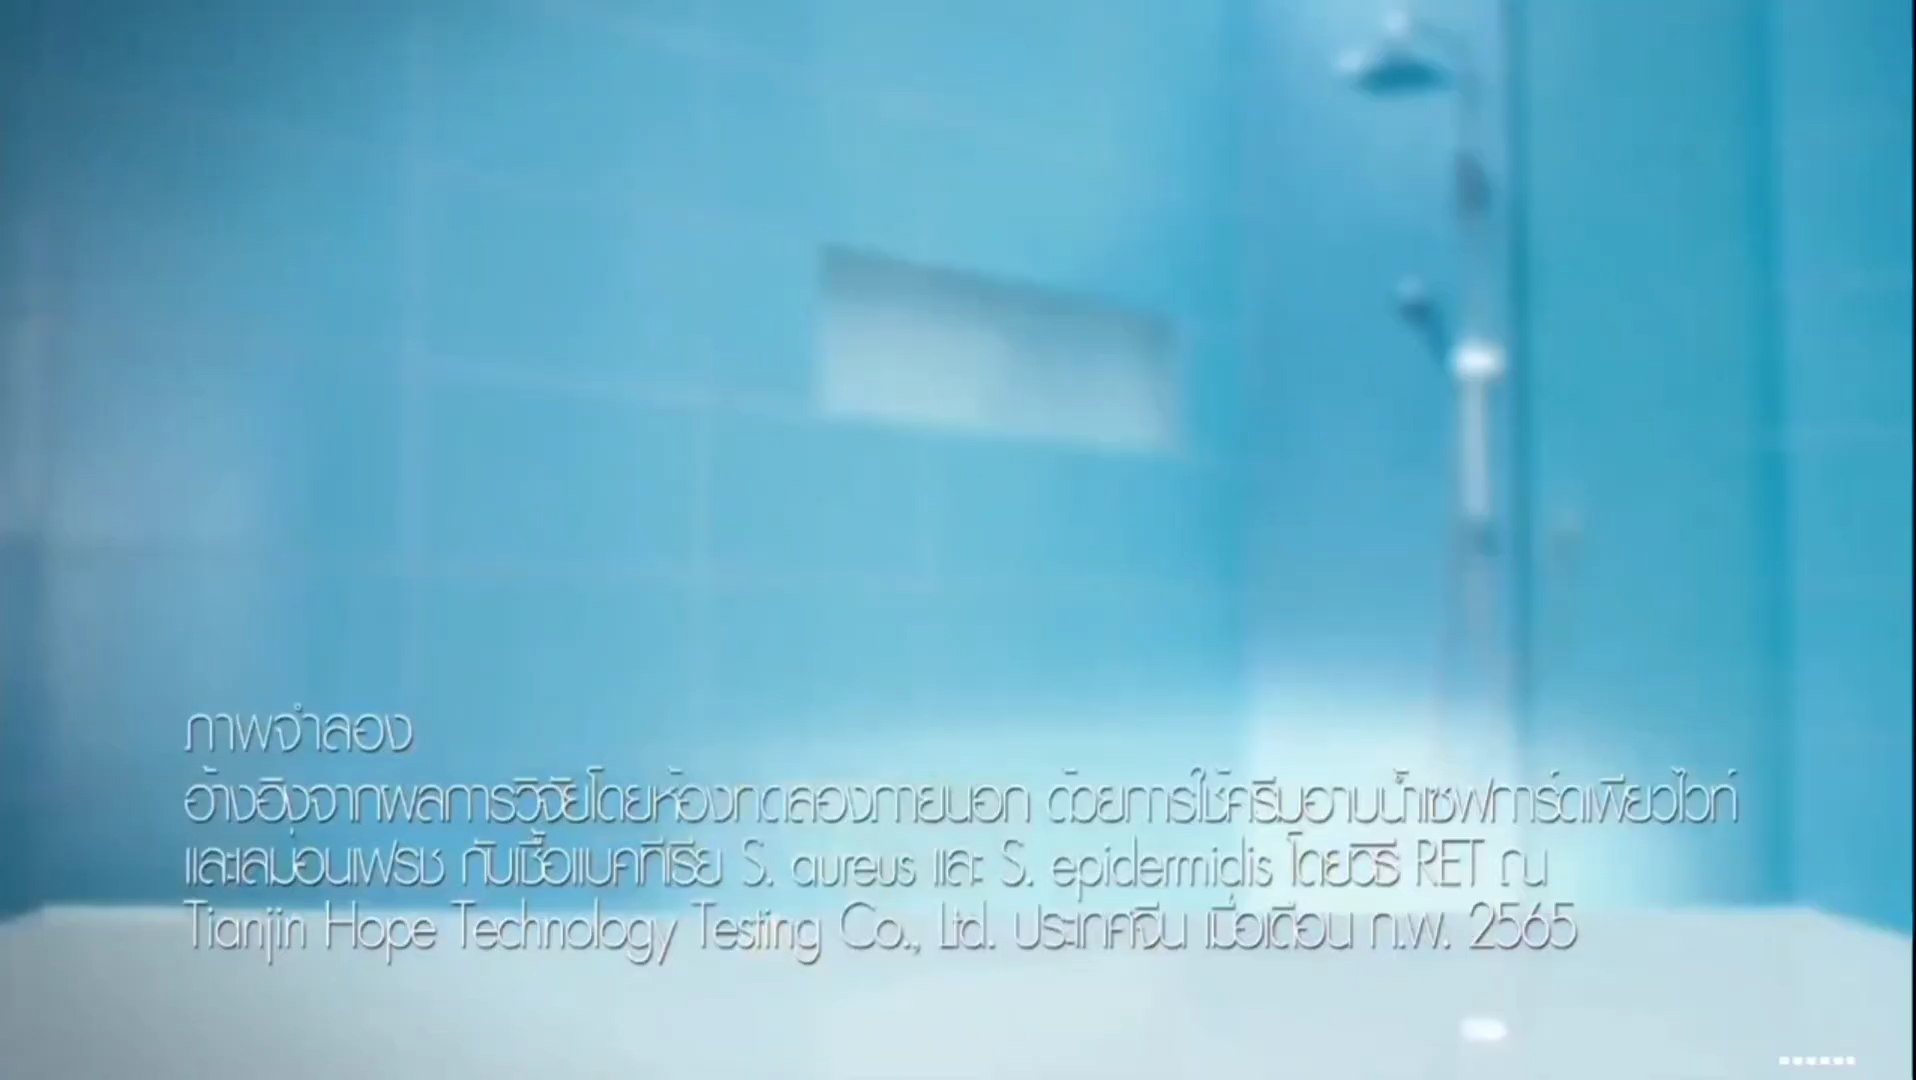 ภาพจำลอง
อ้างอิงจากผลการวิจัยโดยห้องทดลองภายนอก ด้วยการใช้ครีมอาบน้ำเซฟการ์ดเพียวไวท์
และเลม่อนเฟรช กับเชื้อแบคทีเรีย S. aureus และ S. epidermidis โดยวิธี RET ณ
Tianjin Hope Technology Testing Co., Ltd. ประเทศจีน เมื่อเดือน ก.พ. 2565